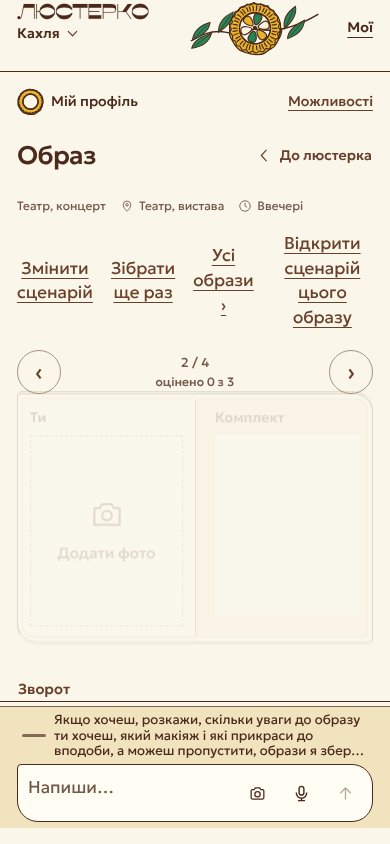 ЛЮСТЕРКО
Кахля
Мої
Мій профіль
Можливості
Образ
До люстерка
Театр, концерт
Театр, вистава
Ввечері
Змінити
сценарій
Зібрати
ще раз
Усі
образи
›
Відкрити
сценарій
цього
образу
‹
2 / 4
оцінено 0 з 3
›
Ти
Комплект
Додати фото
Зворот
Якщо хочеш, розкажи, скільки уваги до образу
ти хочеш, який макіяж і які прикраси до
вподоби, а можеш пропустити, образи я збер…
Напиши…